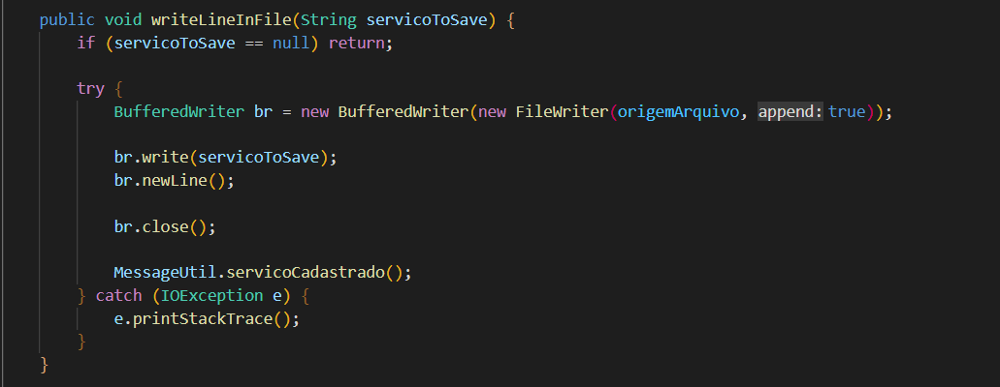 public void writeLineInFile(String servicoToSave) {
if (servicoToSave == null) return;
try {
BufferedWriter br = new BufferedWriter(new FileWriter(origemArquivo, append: true));
br.write(servicoToSave);
br.newLine();
br.close();
MessageUtil.servicoCadastrado();
} catch (IOException e) {
e.printStackTrace();
}
}